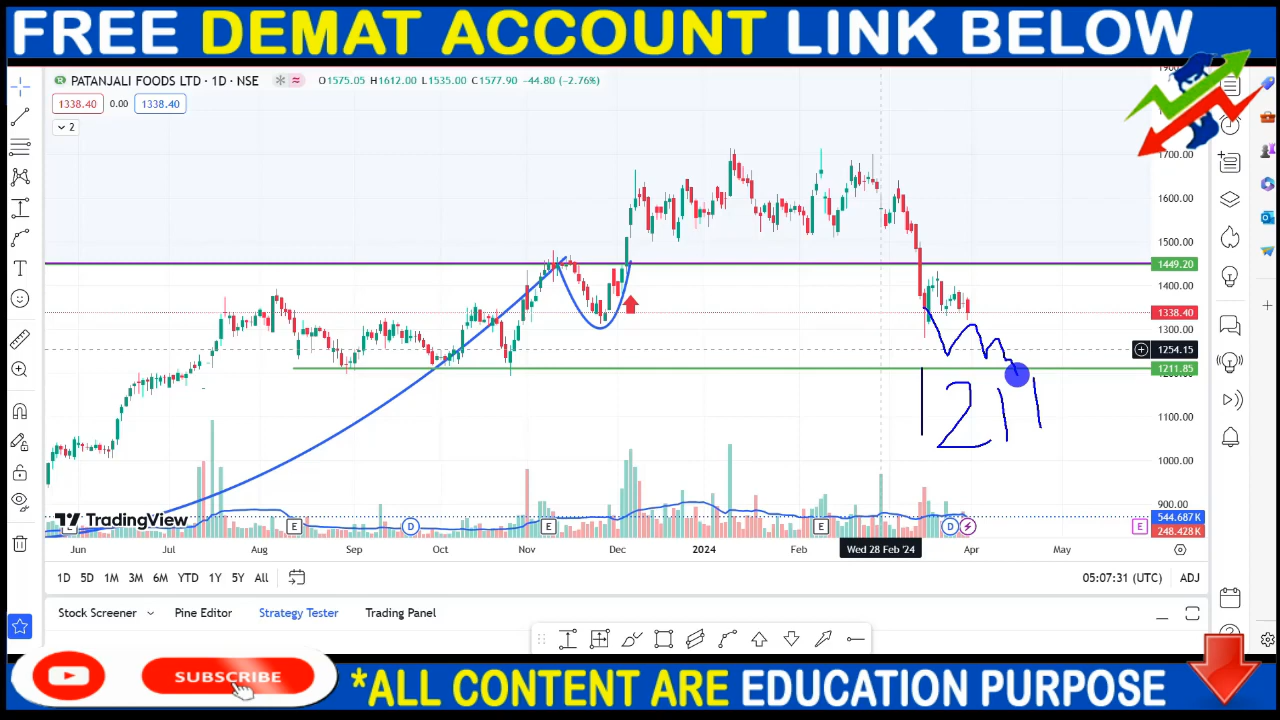 FREE DEMAT ACCOUNT LINK BELOW
PATANJALI FOODS LTD · 1D · NSE O1575.05 H1612.00 L1535.00 C1577.90 -44.80 (-2.76%)
1338.40 0.00 1338.40
2
1700.00
1600.00
1500.00
1449.20
1400.00
1338.40
1300.00
1254.15
1211.85
1211
1100.00
1000.00
900.00
TradingView
E D E E D E
544.687K
248.428K
Jun Jul Aug Sep Oct Nov Dec 2024 Feb Wed 28 Feb '24 Apr May
1D 5D 1M 3M 6M YTD 1Y 5Y All 05:07:31 (UTC) ADJ
Stock Screener Pine Editor Strategy Tester Trading Panel
SUBSCRIBE
*ALL CONTENT ARE EDUCATION PURPOSE